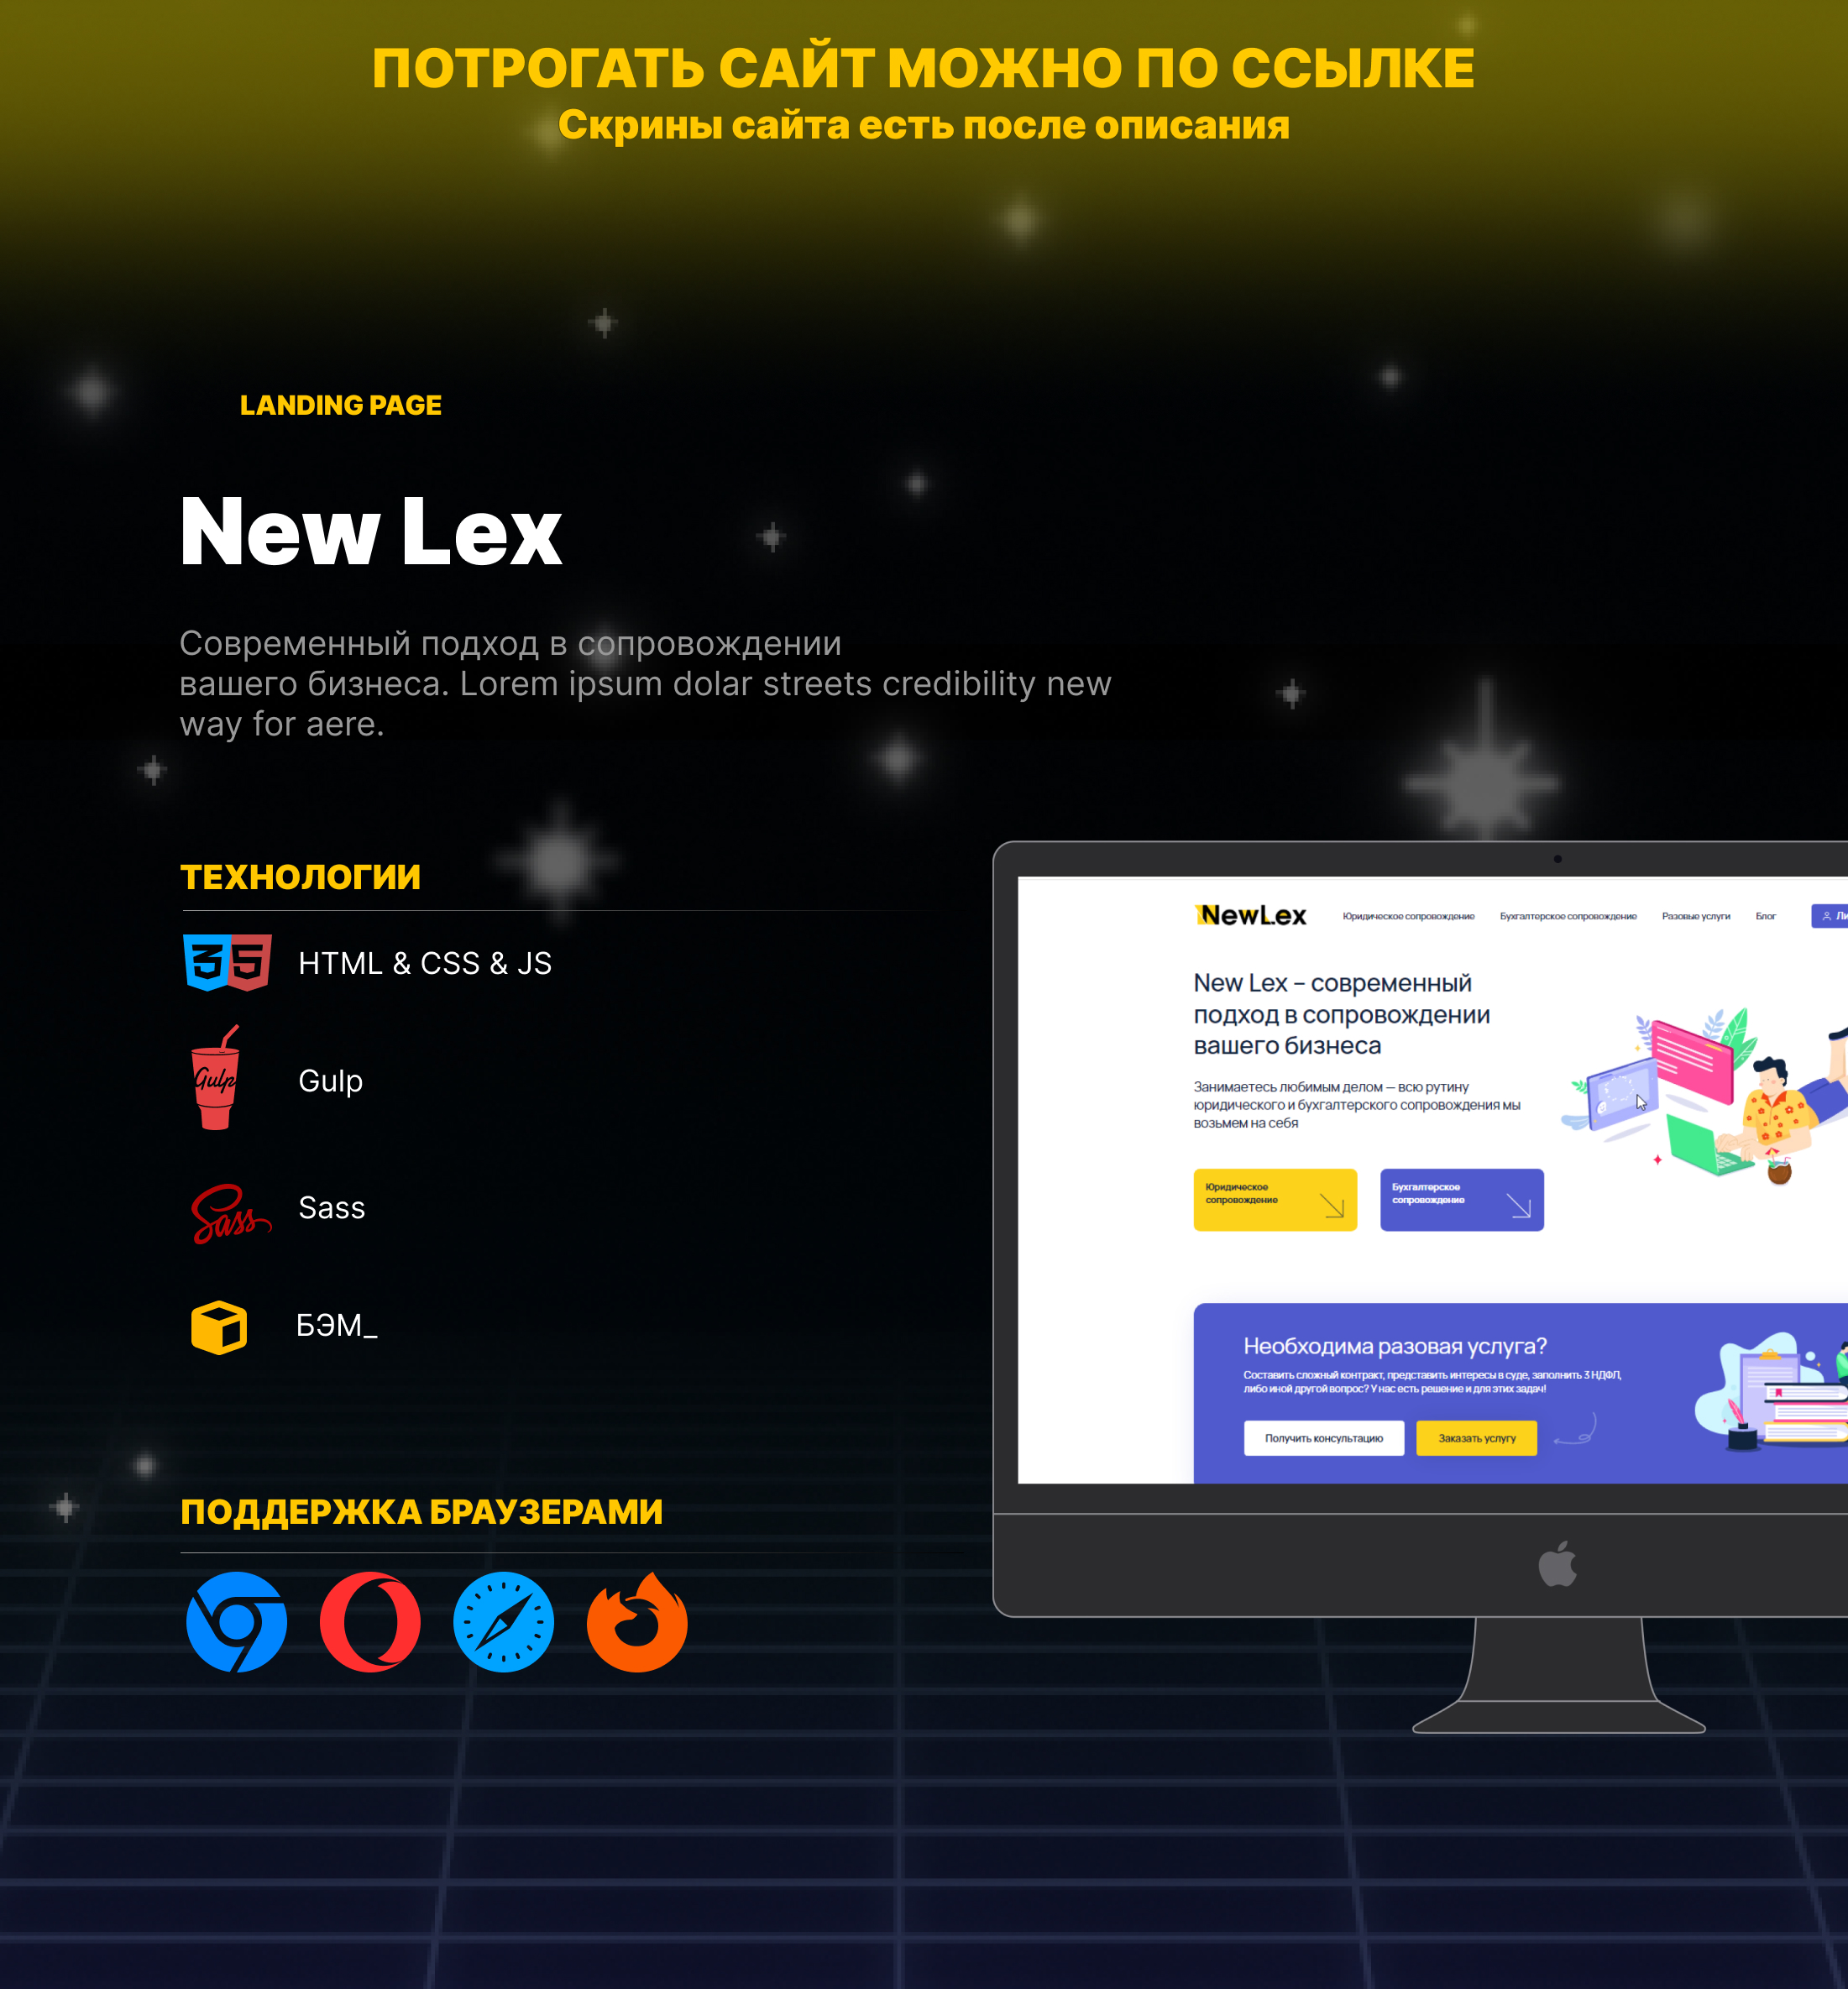 ПОТРОГАТЬ САЙТ МОЖНО ПО ССЫЛКЕ
Скрины сайта есть после описания
LANDING PAGE
New Lex
Современный подход в сопровождении
вашего бизнеса. Lorem ipsum dolar streets credibility new
way for aere.
ТЕХНОЛОГИИ
HTML & CSS & JS
Gulp
Gulp
Sass
Sass
БЭМ_
ПОДДЕРЖКА БРАУЗЕРАМИ
NewLex
Юридическое сопровождение
Бухгалтерское сопровождение
Разовые услуги
Блог
Ли
New Lex – современный
подход в сопровождении
вашего бизнеса
Занимаетесь любимым делом — всю рутину
юридического и бухгалтерского сопровождения мы
возьмем на себя
Юридическое
сопровождение
Бухгалтерское
сопровождение
Необходима разовая услуга?
Составить сложный контракт, представить интересы в суде, заполнить 3 НДФЛ,
либо иной другой вопрос? У нас есть решение и для этих задач!
Получить консультацию
Заказать услугу